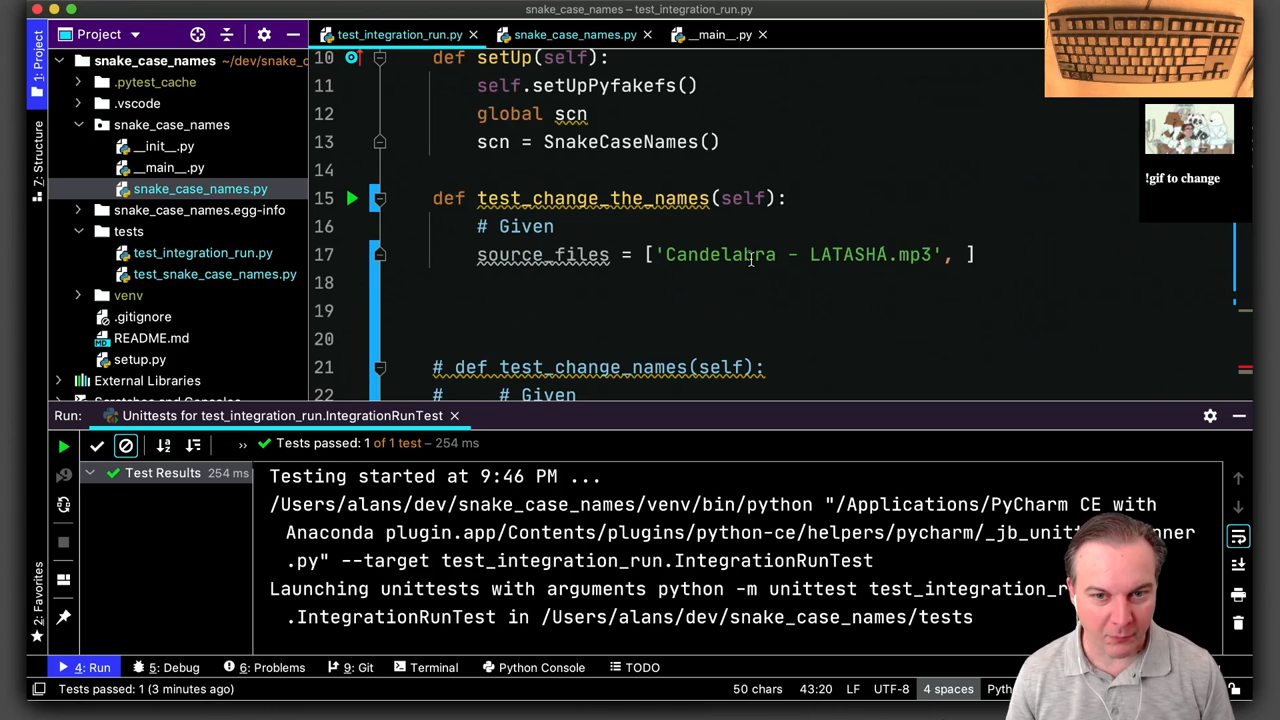 snake_case_names – test_integration_run.py
Project
test_integration_run.py
snake_case_names.py
__main__.py
1: Project
Z: Structure
2: Favorites
snake_case_names ~/dev/snake_c
.pytest_cache
.vscode
snake_case_names
__init__.py
__main__.py
snake_case_names.py
snake_case_names.egg-info
tests
test_integration_run.py
test_snake_case_names.py
venv
.gitignore
README.md
setup.py
External Libraries
10 def setUp(self):
11 self.setUpPyfakefs()
12 global scn
13 scn = SnakeCaseNames()
14
15 def test_change_the_names(self):
16 # Given
17 source_files = ['Candelabra - LATASHÁ.mp3', ]
18
19
20
21 # def test_change_names(self):
22 # # Given
!gif to change
Run: Unittests for test_integration_run.IntegrationRunTest
Tests passed: 1 of 1 test – 254 ms
Test Results 254 ms
Testing started at 9:46 PM ...
/Users/alans/dev/snake_case_names/venv/bin/python "/Applications/PyCharm CE with
Anaconda plugin.app/Contents/plugins/python-ce/helpers/pycharm/_jb_unitt
nner
.py" --target test_integration_run.IntegrationRunTest
Launching unittests with arguments python -m unittest test_integration_r
.IntegrationRunTest in /Users/alans/dev/snake_case_names/tests
4: Run
5: Debug
6: Problems
9: Git
Terminal
Python Console
TODO
Tests passed: 1 (3 minutes ago)
50 chars
43:20
LF
UTF-8
4 spaces
Pyth